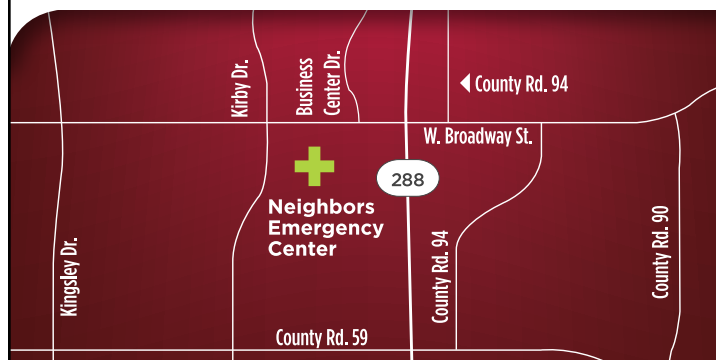 Kirby Dr.
Business
Center Dr.
County Rd. 94
W. Broadway St.
288
Neighbors
Emergency
Center
Kingsley Dr.
County Rd. 94
County Rd. 90
County Rd. 59